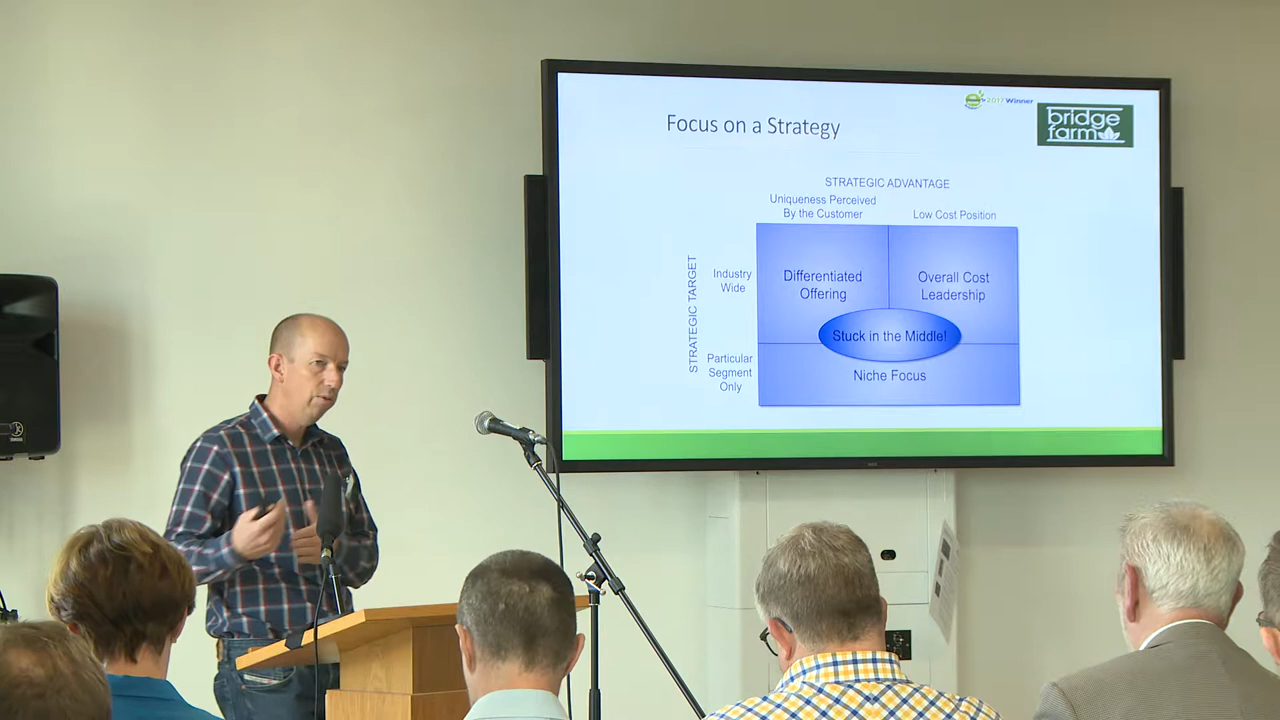 2017 Winner
bridge
farm
Focus on a Strategy
STRATEGIC ADVANTAGE
Uniqueness Perceived
By the Customer
Low Cost Position
STRATEGIC TARGET
Industry
Wide
Differentiated
Offering
Overall Cost
Leadership
Stuck in the Middle!
Particular
Segment
Only
Niche Focus